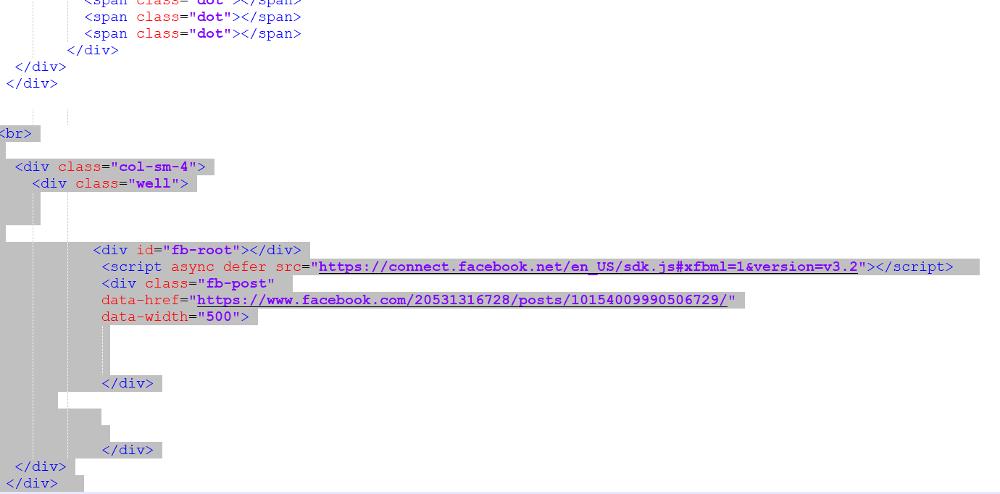 <span class="dot"></span>
<span class="dot"></span>
<span class="dot"></span>
</div>
</div>
</div>
<br>
<div class="col-sm-4">
<div class="well">
<div id="fb-root"></div>
<script async defer src="https://connect.facebook.net/en_US/sdk.js#xfbml=1&version=v3.2"></script>
<div class="fb-post"
data-href="https://www.facebook.com/20531316728/posts/10154009990506729/"
data-width="500">
</div>
</div>
</div>
</div>